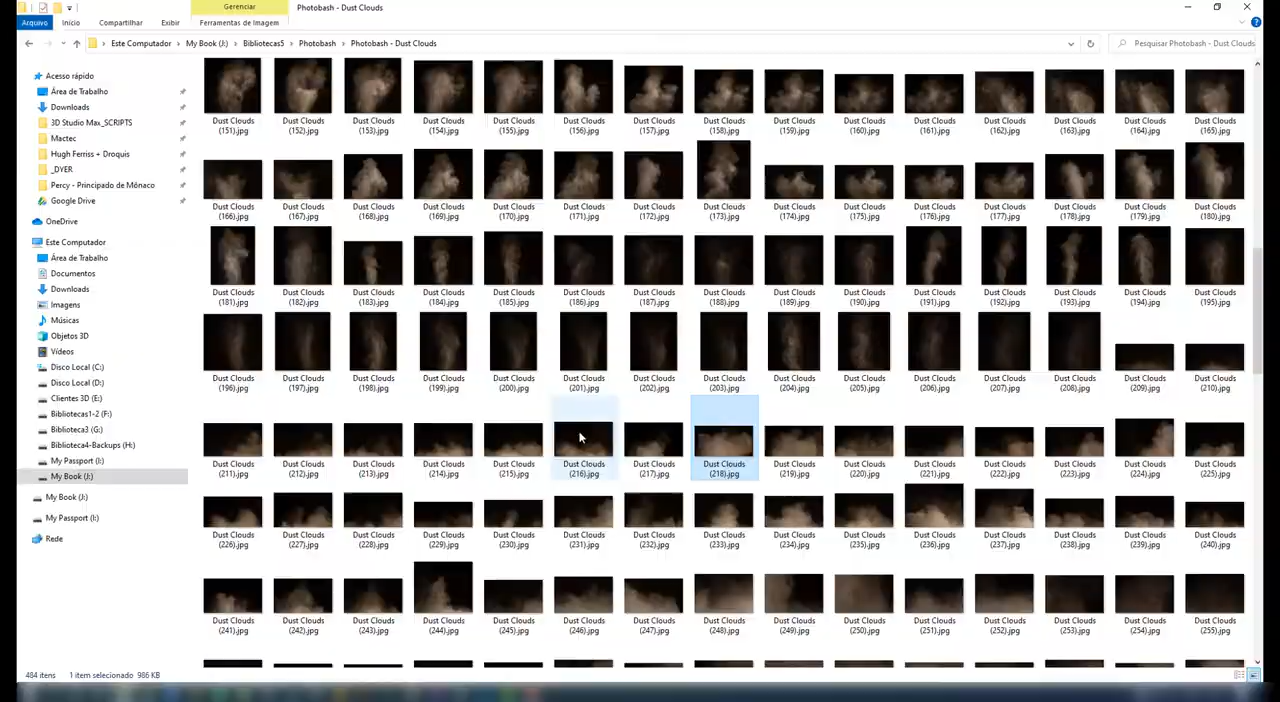 Gerenciar
Photobash - Dust Clouds
Arquivo Início Compartilhar Exibir Ferramentas de Imagem
Este Computador > My Book (J:) > Bibliotecas5 > Photobash > Photobash - Dust Clouds
Pesquisar Photobash - Dust Clouds
Acesso rápido
Área de Trabalho
Downloads
3D Studio Max_SCRIPTS
Mactec
Hugh Ferriss + Droquis
_DYER
Percy - Principado de Mônaco
Google Drive
OneDrive
Este Computador
Área de Trabalho
Documentos
Downloads
Imagens
Músicas
Objetos 3D
Vídeos
Disco Local (C:)
Disco Local (D:)
Clientes 3D (E:)
Bibliotecas1-2 (F:)
Biblioteca3 (G:)
Biblioteca4-Backups (H:)
My Passport (I:)
My Book (J:)
My Book (J:)
My Passport (I:)
Rede
Dust Clouds Dust Clouds Dust Clouds Dust Clouds Dust Clouds Dust Clouds Dust Clouds Dust Clouds Dust Clouds Dust Clouds Dust Clouds Dust Clouds Dust Clouds Dust Clouds Dust Clouds
(151).jpg (152).jpg (153).jpg (154).jpg (155).jpg (156).jpg (157).jpg (158).jpg (159).jpg (160).jpg (161).jpg (162).jpg (163).jpg (164).jpg (165).jpg
Dust Clouds Dust Clouds Dust Clouds Dust Clouds Dust Clouds Dust Clouds Dust Clouds Dust Clouds Dust Clouds Dust Clouds Dust Clouds Dust Clouds Dust Clouds Dust Clouds Dust Clouds
(166).jpg (167).jpg (168).jpg (169).jpg (170).jpg (171).jpg (172).jpg (173).jpg (174).jpg (175).jpg (176).jpg (177).jpg (178).jpg (179).jpg (180).jpg
Dust Clouds Dust Clouds Dust Clouds Dust Clouds Dust Clouds Dust Clouds Dust Clouds Dust Clouds Dust Clouds Dust Clouds Dust Clouds Dust Clouds Dust Clouds Dust Clouds Dust Clouds
(181).jpg (182).jpg (183).jpg (184).jpg (185).jpg (186).jpg (187).jpg (188).jpg (189).jpg (190).jpg (191).jpg (192).jpg (193).jpg (194).jpg (195).jpg
Dust Clouds Dust Clouds Dust Clouds Dust Clouds Dust Clouds Dust Clouds Dust Clouds Dust Clouds Dust Clouds Dust Clouds Dust Clouds Dust Clouds Dust Clouds Dust Clouds Dust Clouds
(196).jpg (197).jpg (198).jpg (199).jpg (200).jpg (201).jpg (202).jpg (203).jpg (204).jpg (205).jpg (206).jpg (207).jpg (208).jpg (209).jpg (210).jpg
Dust Clouds Dust Clouds Dust Clouds Dust Clouds Dust Clouds Dust Clouds Dust Clouds Dust Clouds Dust Clouds Dust Clouds Dust Clouds Dust Clouds Dust Clouds Dust Clouds Dust Clouds
(211).jpg (212).jpg (213).jpg (214).jpg (215).jpg (216).jpg (217).jpg (218).jpg (219).jpg (220).jpg (221).jpg (222).jpg (223).jpg (224).jpg (225).jpg
Dust Clouds Dust Clouds Dust Clouds Dust Clouds Dust Clouds Dust Clouds Dust Clouds Dust Clouds Dust Clouds Dust Clouds Dust Clouds Dust Clouds Dust Clouds Dust Clouds Dust Clouds
(226).jpg (227).jpg (228).jpg (229).jpg (230).jpg (231).jpg (232).jpg (233).jpg (234).jpg (235).jpg (236).jpg (237).jpg (238).jpg (239).jpg (240).jpg
Dust Clouds Dust Clouds Dust Clouds Dust Clouds Dust Clouds Dust Clouds Dust Clouds Dust Clouds Dust Clouds Dust Clouds Dust Clouds Dust Clouds Dust Clouds Dust Clouds Dust Clouds
(241).jpg (242).jpg (243).jpg (244).jpg (245).jpg (246).jpg (247).jpg (248).jpg (249).jpg (250).jpg (251).jpg (252).jpg (253).jpg (254).jpg (255).jpg
484 itens 1 item selecionado 986 KB